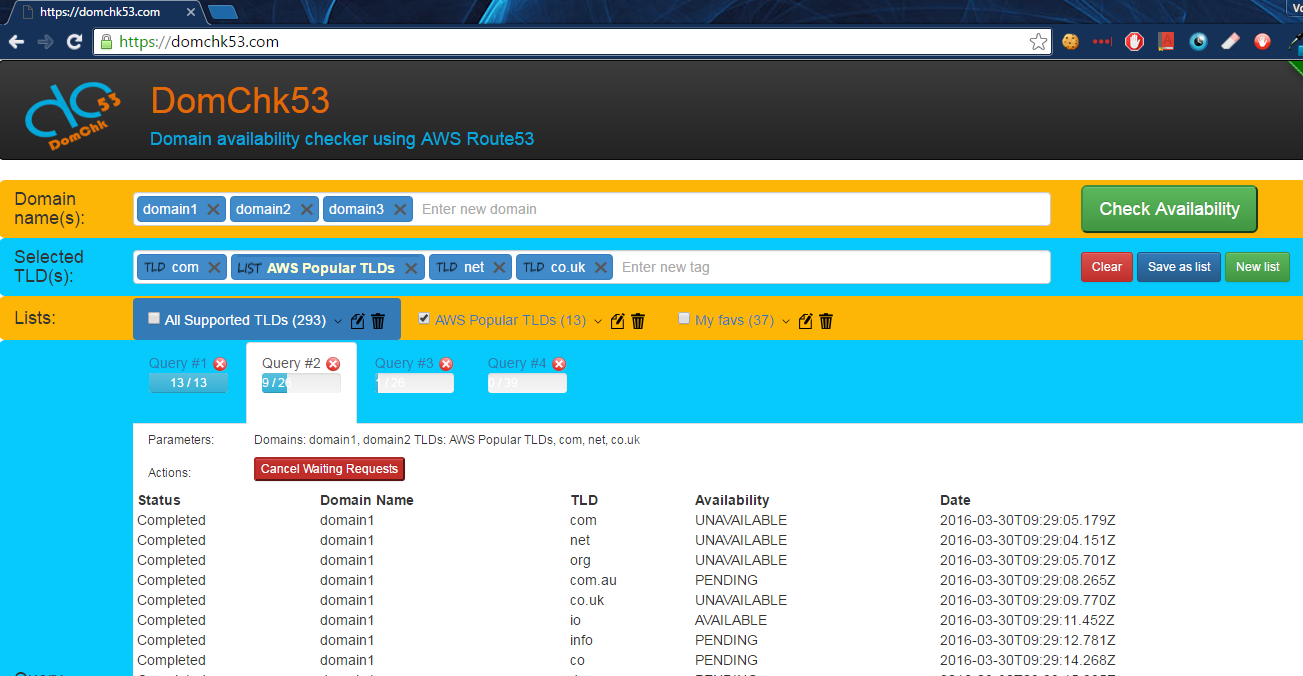 https://domchk53.com
Vo
https://domchk53.com
dC53 DomChk
DomChk53
Domain availability checker using AWS Route53
Domain name(s):
domain1 domain2 domain3 Enter new domain
Check Availability
Selected TLD(s):
TLD com LIST AWS Popular TLDs TLD net TLD co.uk Enter new tag
Clear Save as list New list
Lists:
All Supported TLDs (293) AWS Popular TLDs (13) My favs (37)
Query #1 Query #2 Query #3 Query #4
13 / 13 9 / 26 / 26 0 / 39
Parameters: Domains: domain1, domain2 TLDs: AWS Popular TLDs, com, net, co.uk
Actions: Cancel Waiting Requests
Status Domain Name TLD Availability Date
Completed domain1 com UNAVAILABLE 2016-03-30T09:29:05.179Z
Completed domain1 net UNAVAILABLE 2016-03-30T09:29:04.151Z
Completed domain1 org UNAVAILABLE 2016-03-30T09:29:05.701Z
Completed domain1 com.au PENDING 2016-03-30T09:29:08.265Z
Completed domain1 co.uk UNAVAILABLE 2016-03-30T09:29:09.770Z
Completed domain1 io AVAILABLE 2016-03-30T09:29:11.452Z
Completed domain1 info PENDING 2016-03-30T09:29:12.781Z
Completed domain1 co PENDING 2016-03-30T09:29:14.268Z